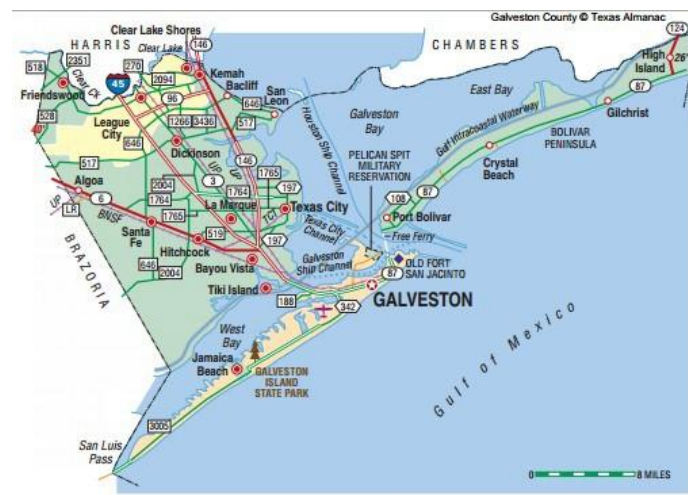 Galveston County © Texas Almanac
Clear Lake Shores
HARRIS
Clear Lake
146
CHAMBERS
124
518
2351
270
45
2094
Kemah
High
Island
26"
Friendswood
Clear Ck.
Bacliff
San
Leon
96
87
East Bay
Gilchrist
528
League
City
1266
3436
646
517
Houston Ship Channel
Galveston
Bay
Gulf Intracoastal Waterway
BOLIVAR
PENINSULA
646
Dickinson
UP
UP
146
PELICAN SPIT
MILITARY
RESERVATION
Crystal
Beach
517
Algoa
2004
3
1765
1764
197
108
87
6
1764
La Marque
Texas City
UP
LR
BNSF
1765
TCT
Texas City
Channel
Port Bolivar
Santa
Fe
519
197
Free Ferry
BRAZORIA
Hitchcock
Galveston
Ship Channel
OLD FORT
SAN JACINTO
646
2004
Bayou Vista
87
Tiki Island
188
342
GALVESTON
West
Bay
Jamaica
Beach
GALVESTON
ISLAND
STATE PARK
Gulf of Mexico
3005
San Luis
Pass
0
8 MILES